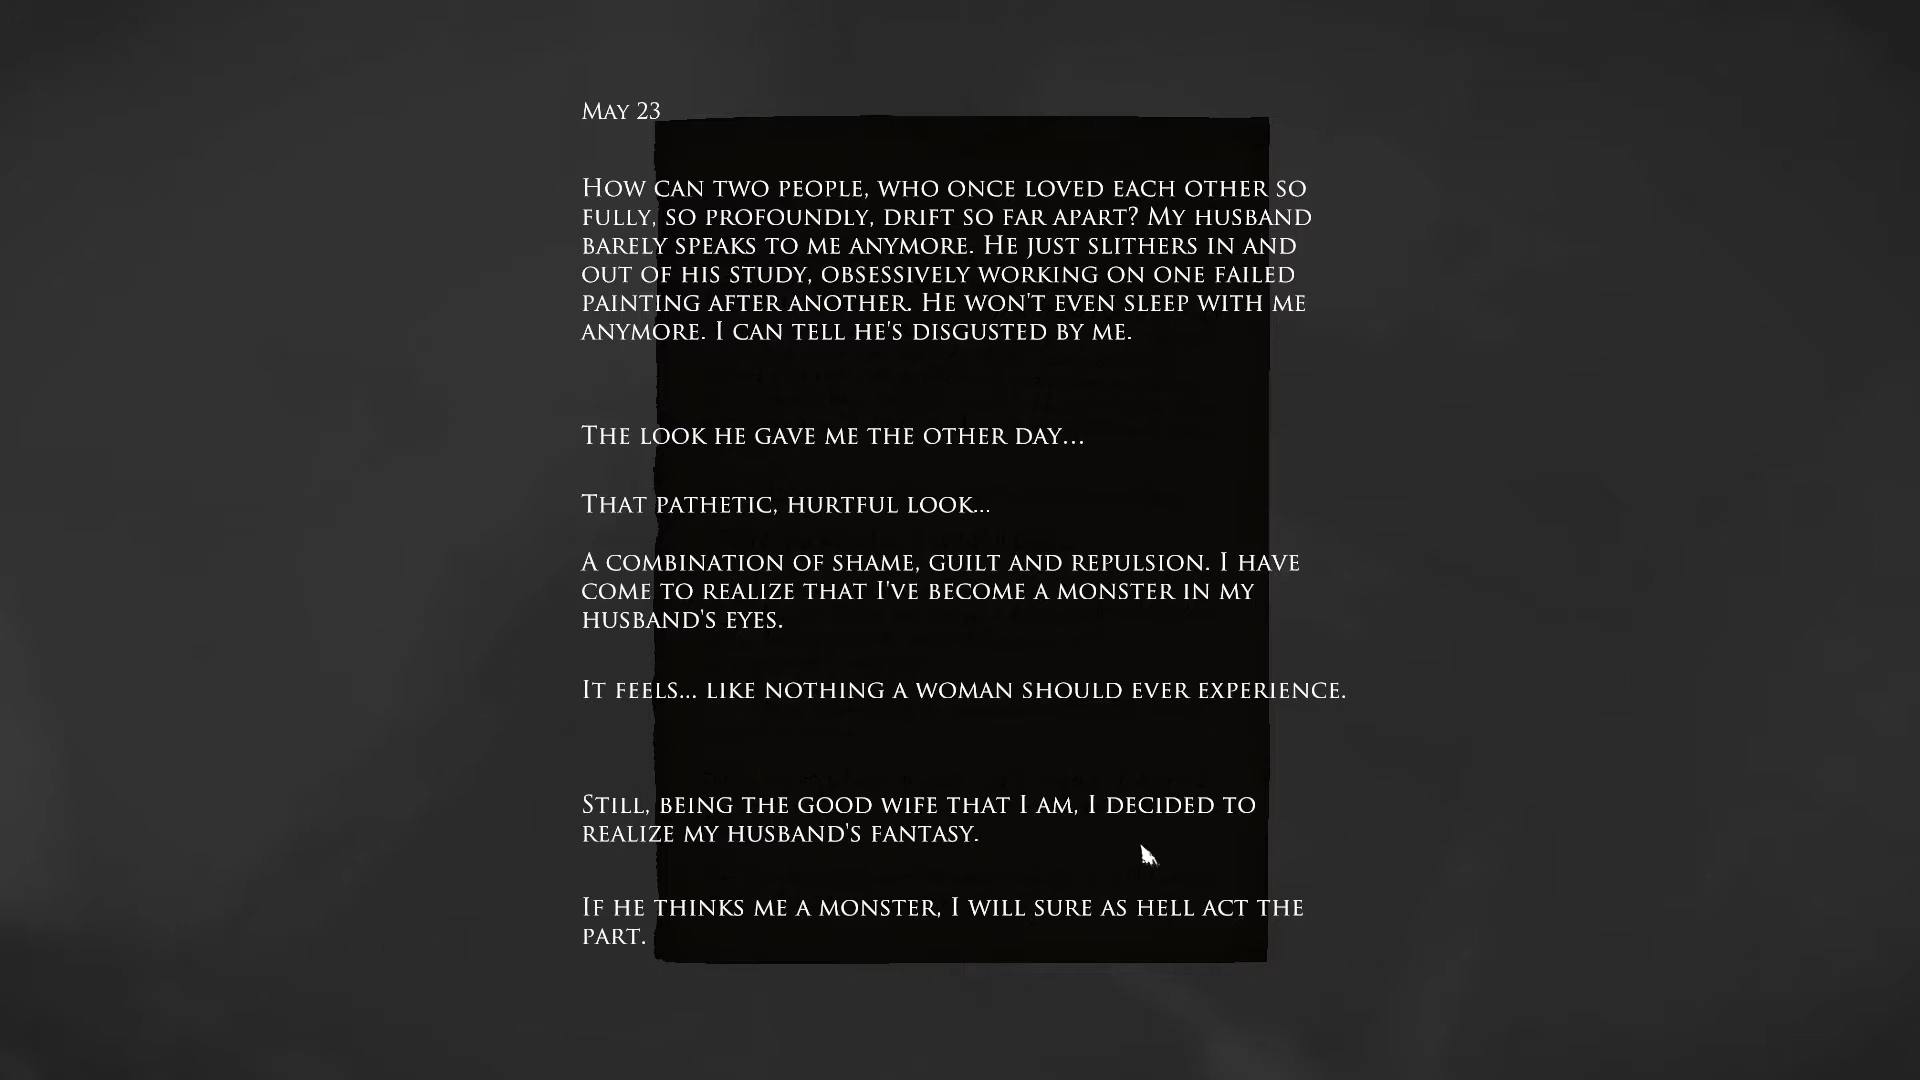 May 23
How can two people, who once loved each other so
fully, so profoundly, drift so far apart? My husband
barely speaks to me anymore. He just slithers in and
out of his study, obsessively working on one failed
painting after another. He won't even sleep with me
anymore. I can tell he's disgusted by me.
The look he gave me the other day...
That pathetic, hurtful look...
A combination of shame, guilt and repulsion. I have
come to realize that I've become a monster in my
husband's eyes.
It feels... like nothing a woman should ever experience.
Still, being the good wife that I am, I decided to
realize my husband's fantasy.
If he thinks me a monster, I will sure as hell act the
part.